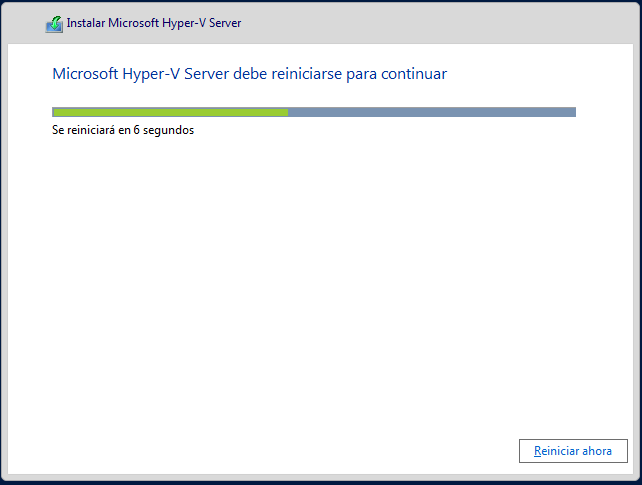 Instalar Microsoft Hyper-V Server
Microsoft Hyper-V Server debe reiniciarse para continuar
Se reiniciará en 6 segundos
Reiniciar ahora